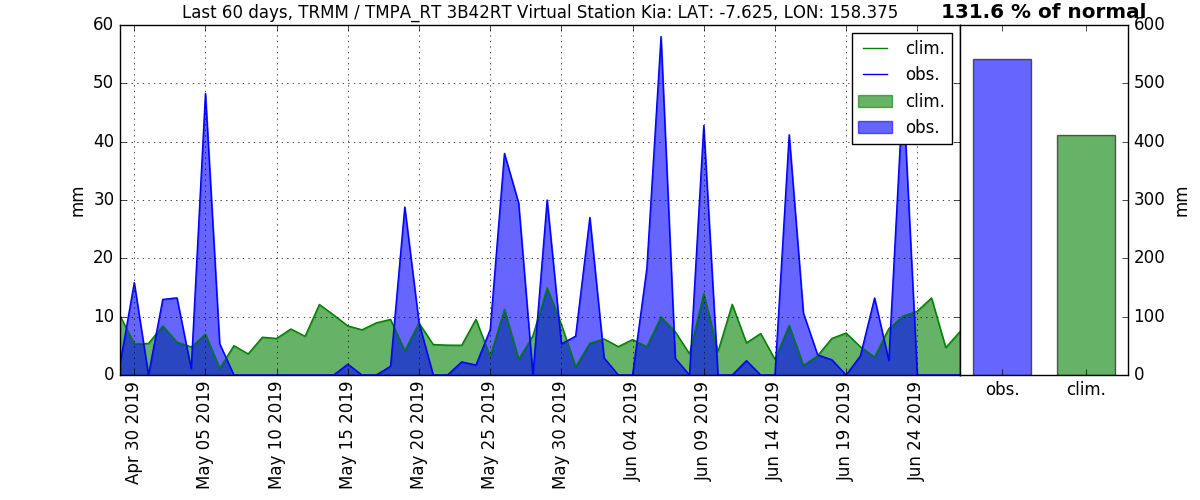 Last 60 days, TRMM / TMPA_RT 3B42RT Virtual Station Kia: LAT: -7.625, LON: 158.375
131.6 % of normal
60
50
40
30
20
10
0
mm
clim.
obs.
clim.
obs.
600
500
400
300
200
100
0
mm
Apr 30 2019
May 05 2019
May 10 2019
May 15 2019
May 20 2019
May 25 2019
May 30 2019
Jun 04 2019
Jun 09 2019
Jun 14 2019
Jun 19 2019
Jun 24 2019
obs.
clim.